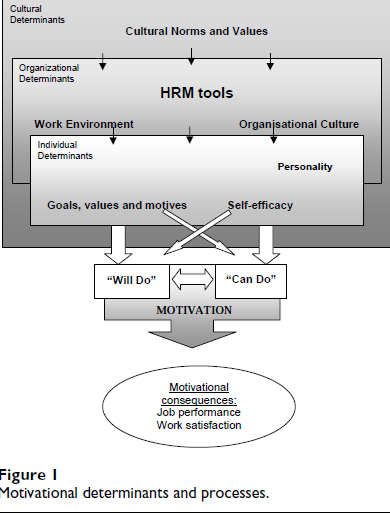 Cultural
Determinants
Cultural Norms and Values
Organizational
Determinants
HRM tools
Work Environment
Organisational Culture
Individual
Determinants
Personality
Goals, values and motives
Self-efficacy
“Will Do”
“Can Do”
MOTIVATION
Motivational
consequences:
Job performance
Work satisfaction
Figure 1
Motivational determinants and processes.